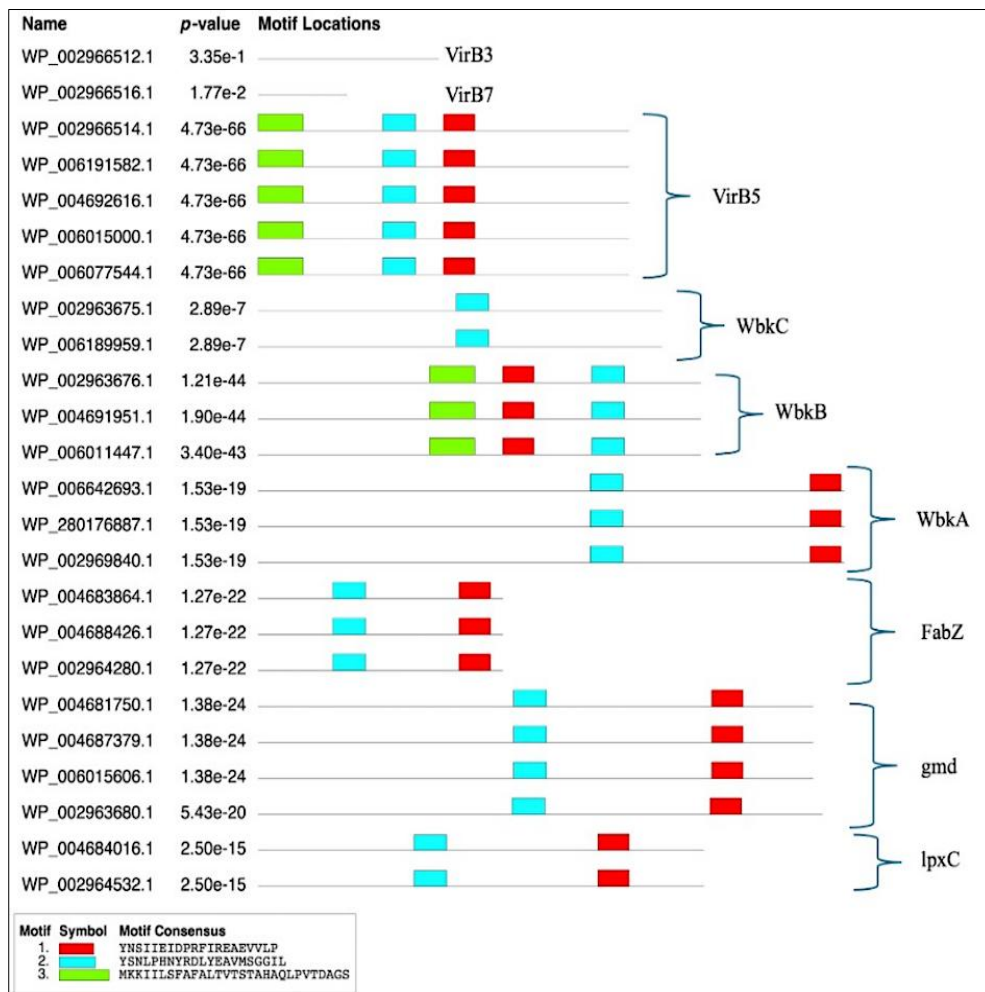 Name p-value Motif Locations
WP_002966512.1 3.35e-1 VirB3
WP_002966516.1 1.77e-2 VirB7
WP_002966514.1 4.73e-66
WP_006191582.1 4.73e-66
WP_004692616.1 4.73e-66 VirB5
WP_006015000.1 4.73e-66
WP_006077544.1 4.73e-66
WP_002963675.1 2.89e-7
WbkC
WP_006189959.1 2.89e-7
WP_002963676.1 1.21e-44
WP_004691951.1 1.90e-44 WbkB
WP_006011447.1 3.40e-43
WP_006642693.1 1.53e-19
WP_280176887.1 1.53e-19 WbkA
WP_002969840.1 1.53e-19
WP_004683864.1 1.27e-22
WP_004688426.1 1.27e-22 FabZ
WP_002964280.1 1.27e-22
WP_004681750.1 1.38e-24
WP_004687379.1 1.38e-24
gmd
WP_006015606.1 1.38e-24
WP_002963680.1 5.43e-20
WP_004684016.1 2.50e-15
lpxC
WP_002964532.1 2.50e-15
Motif Symbol Motif Consensus
1. YNSIIEIDPRFIREAEVVLP
2. YSNLPHNYRDLYEAVMSGGIL
3. MKKIILSFAFALTVTSTAHAQLPVTDAGS